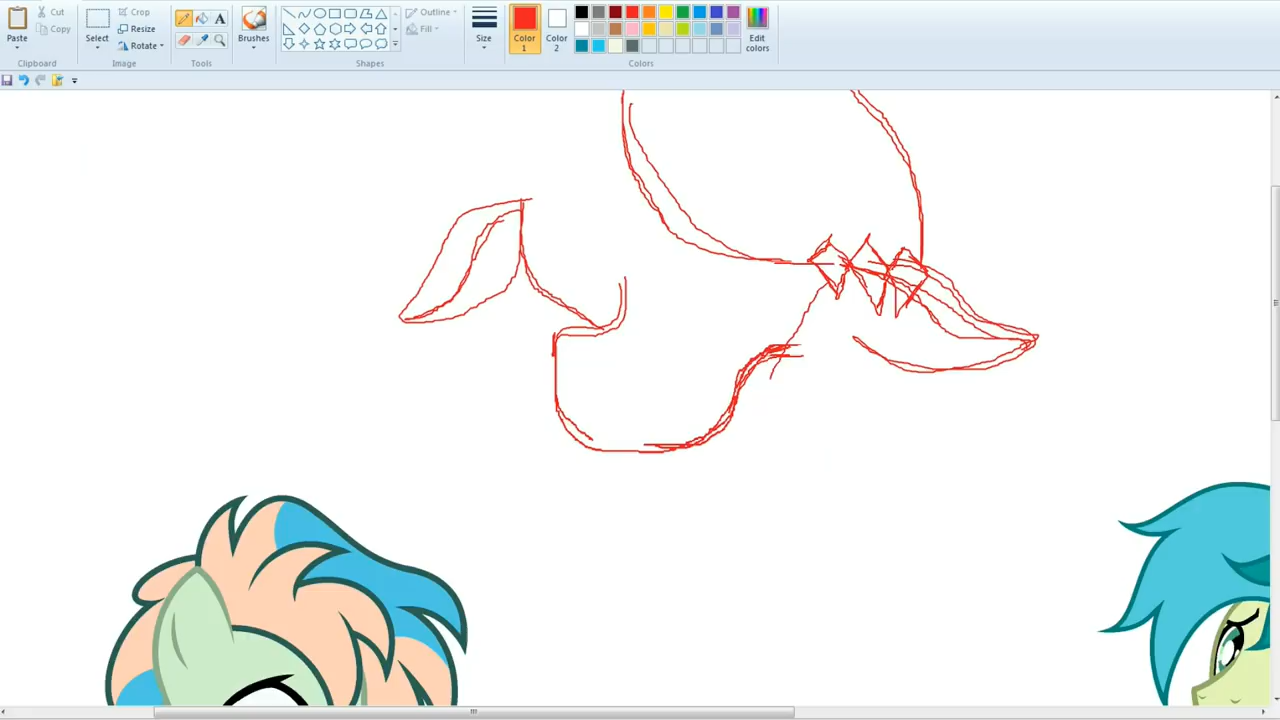 Paste
Cut
Copy
Clipboard
Select
Crop
Resize
Rotate
Image
A
Tools
Brushes
Shapes
Outline
Fill
Size
Color 1
Color 2
Edit colors
Colors